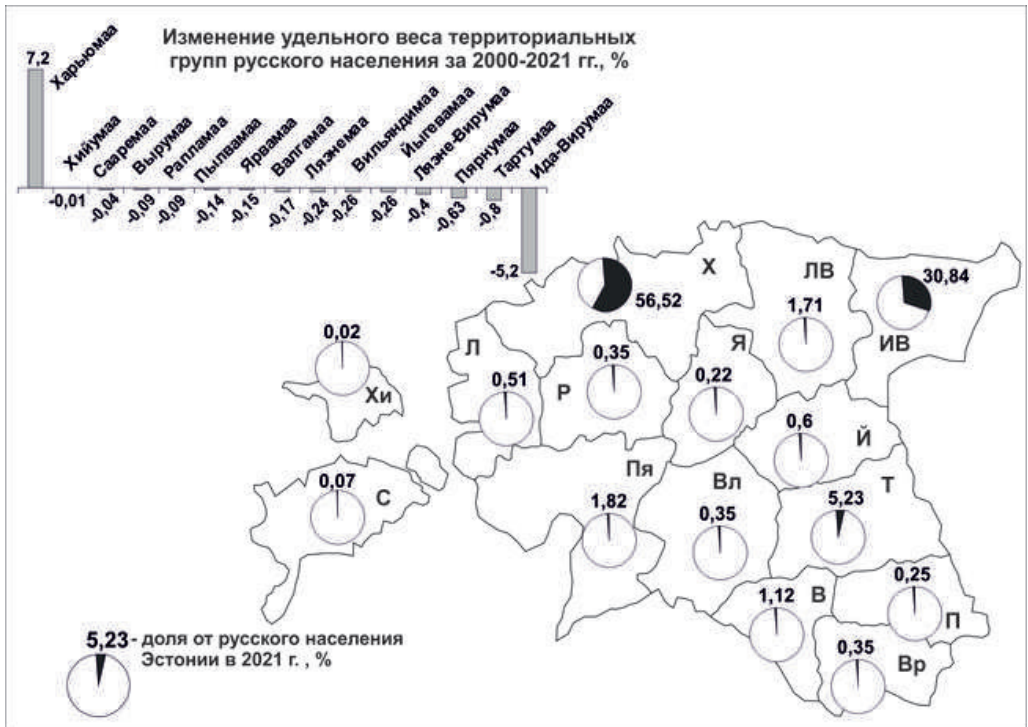 Изменение удельного веса территориальных
групп русского населения за 2000-2021 гг., %
7,2
Харьюмаа
Хийумаа
Сааремаа
Вырумаа
Рапламаа
Пылвамаа
Ярвамаа
Валгамаа
Ляэнемаа
Вильяндимаа
Йыгевамаа
Ляэне-Вирумаа
Пярнумаа
Тартумаа
Ида-Вирумаа
-0,01
-0,04
-0,09
-0,09
-0,14
-0,15
-0,17
-0,24
-0,26
-0,26
-0,4
-0,63
-0,8
-5,2
Х
56,52
ЛВ
1,71
30,84
ИВ
0,02
Хи
Л
0,51
0,35
Р
Я
0,22
0,6
Й
0,07
С
Пя
1,82
Вл
0,35
Т
5,23
1,12
В
0,25
П
0,35
Вр
5,23 - доля от русского населения
Эстонии в 2021 г. , %